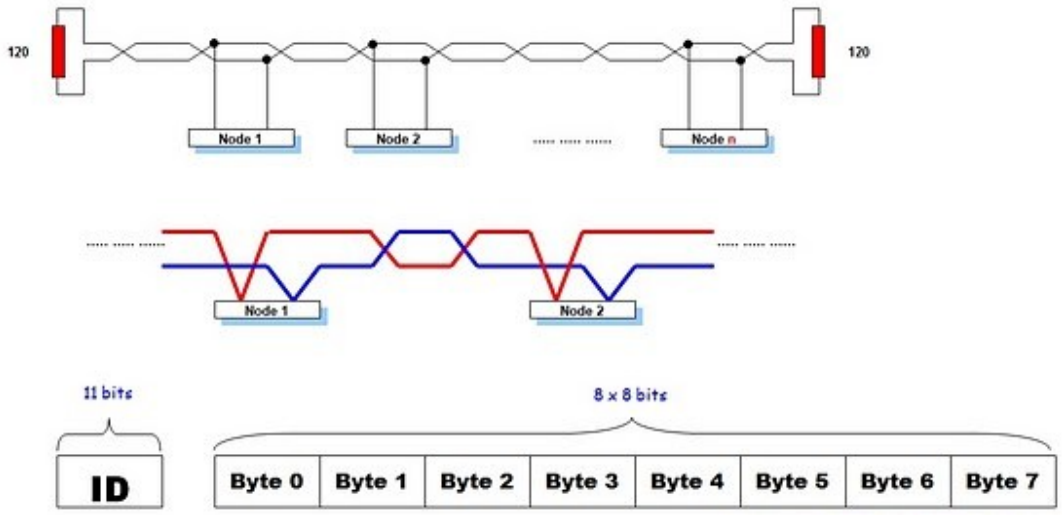 120
120
Node 1
Node 2
...... ...... ......
Node n
...... ...... ......
...... ...... ......
Node 1
Node 2
11 bits
8 x 8 bits
ID
Byte 0
Byte 1
Byte 2
Byte 3
Byte 4
Byte 5
Byte 6
Byte 7